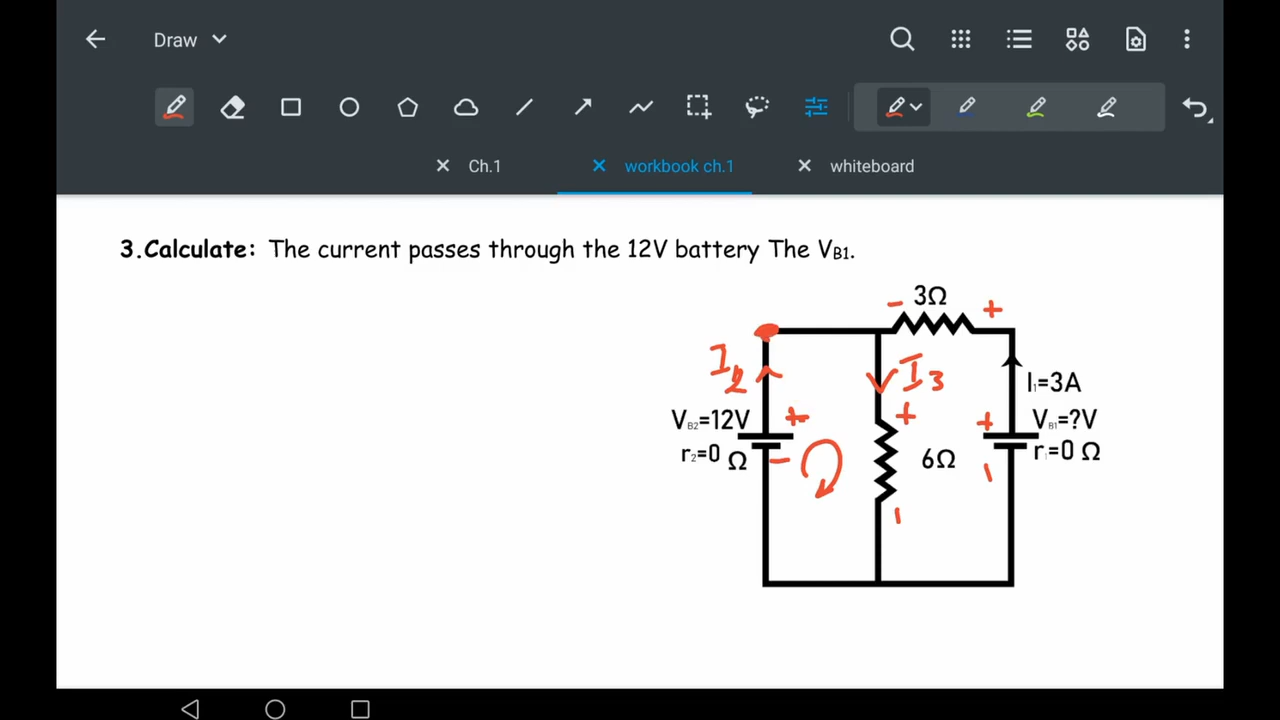 Draw
Ch.1
workbook ch.1
whiteboard
3.Calculate: The current passes through the 12V battery The VB1.
- 3Ω +
I2
I3
I1=3A
VB2=12V + + + VB1=?V
r2=0 Ω - 6Ω - r1=0 Ω
-